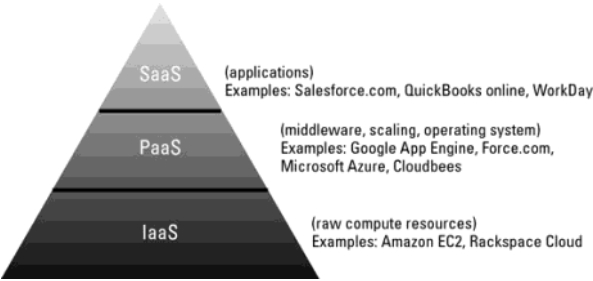 SaaS
(applications)
Examples: Salesforce.com, QuickBooks online, WorkDay
PaaS
(middleware, scaling, operating system)
Examples: Google App Engine, Force.com,
Microsoft Azure, Cloudbees
IaaS
(raw compute resources)
Examples: Amazon EC2, Rackspace Cloud